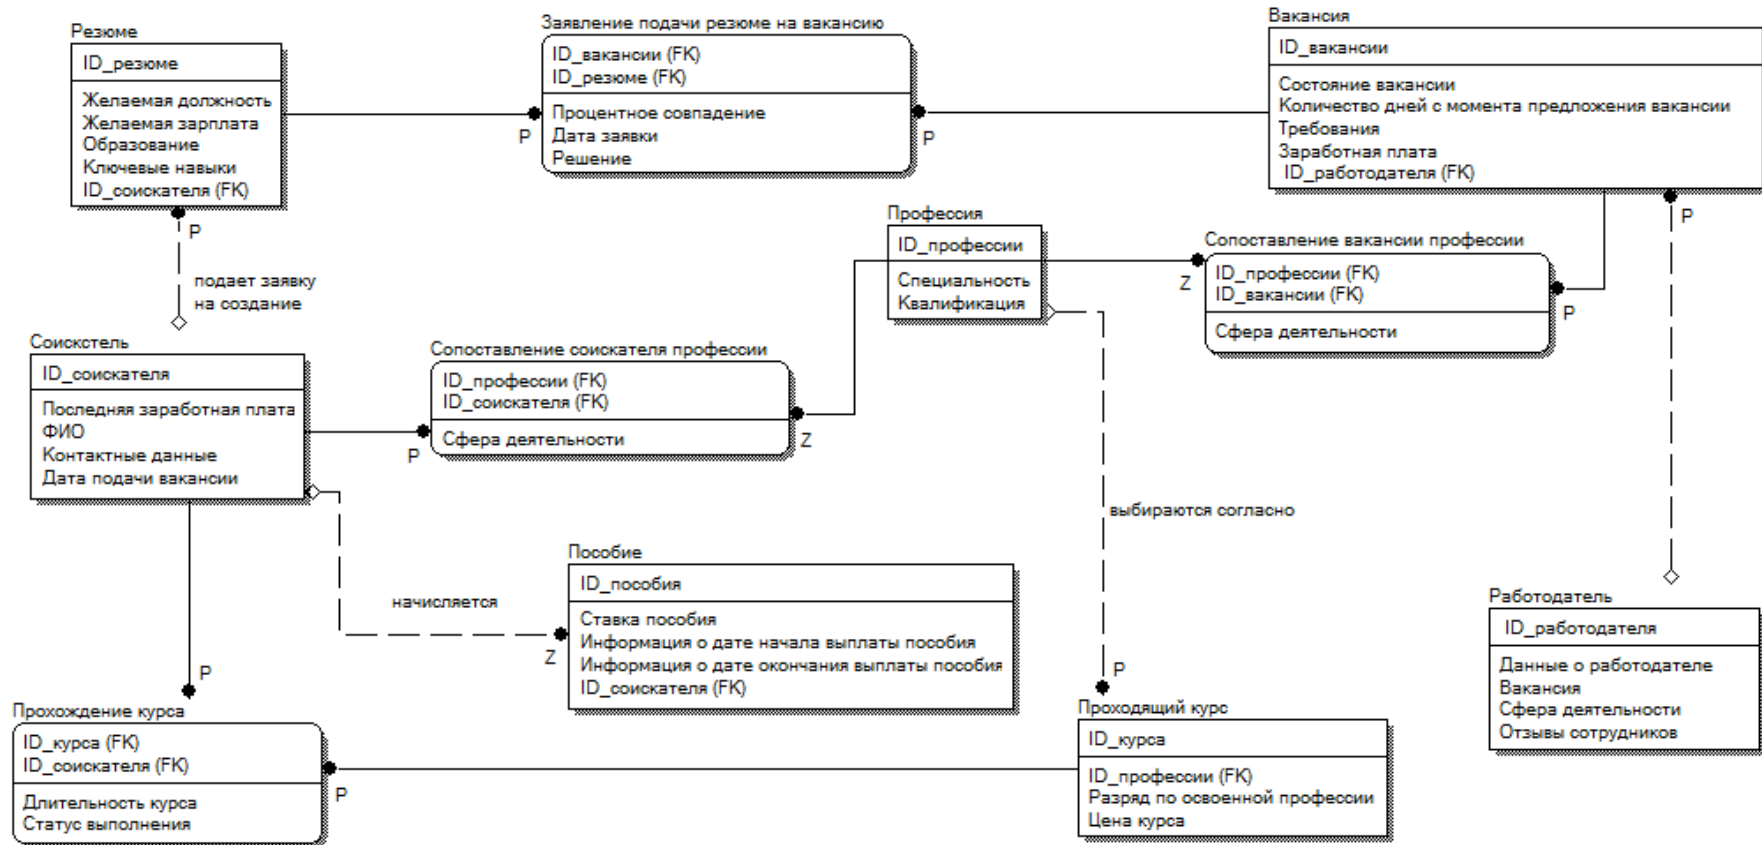 Резюме
ID_резюме
Желаемая должность
Желаемая зарплата
Образование
Ключевые навыки
ID_соискателя (FK)
P
Заявление подачи резюме на вакансию
ID_вакансии (FK)
ID_резюме (FK)
Процентное совпадение
Дата заявки
Решение
P
P
Вакансия
ID_вакансии
Состояние вакансии
Количество дней с момента предложения вакансии
Требования
Заработная плата
ID_работодателя (FK)
P
P
подает заявку
на создание
Профессия
ID_профессии
Специальность
Квалификация
Сопоставление вакансии профессии
ID_профессии (FK)
ID_вакансии (FK)
Сфера деятельности
Z
Соискстель
ID_соискателя
Последняя заработная плата
ФИО
Контактные данные
Дата подачи вакансии
Сопоставление соискателя профессии
ID_профессии (FK)
ID_соискателя (FK)
Сфера деятельности
P
Z
выбираются согласно
начисляется
Пособие
ID_пособия
Ставка пособия
Информация о дате начала выплаты пособия
Информация о дате окончания выплаты пособия
ID_соискателя (FK)
Z
Работодатель
ID_работодателя
Данные о работодателе
Вакансия
Сфера деятельности
Отзывы сотрудников
P
Прохождение курса
ID_курса (FK)
ID_соискателя (FK)
Длительность курса
Статус выполнения
P
P
Проходящий курс
ID_курса
ID_профессии (FK)
Разряд по освоенной профессии
Цена курса